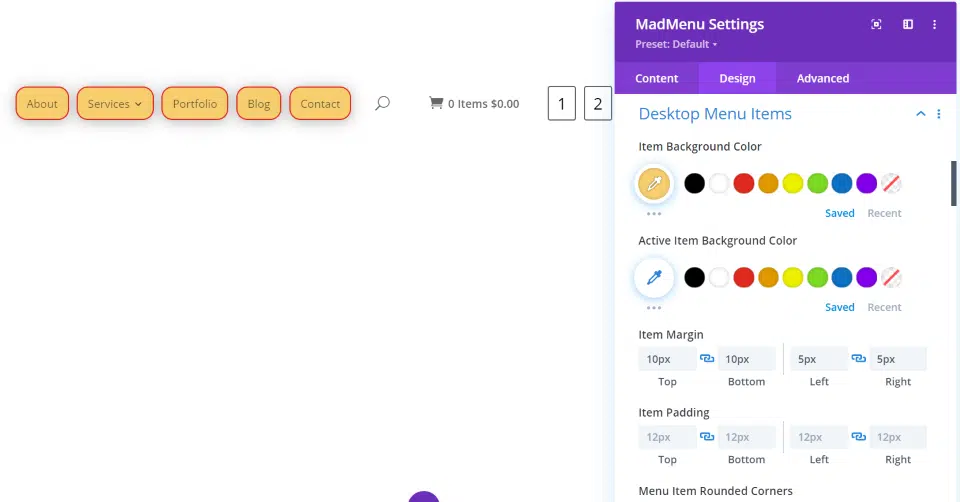 About
Services
Portfolio
Blog
Contact
0 Items $0.00
1
2
MadMenu Settings
Preset: Default
Content
Design
Advanced
Desktop Menu Items
Item Background Color
Saved
Recent
Active Item Background Color
Saved
Recent
Item Margin
10px
10px
5px
5px
Top
Bottom
Left
Right
Item Padding
12px
12px
12px
12px
Top
Bottom
Left
Right
Menu Item Rounded Corners